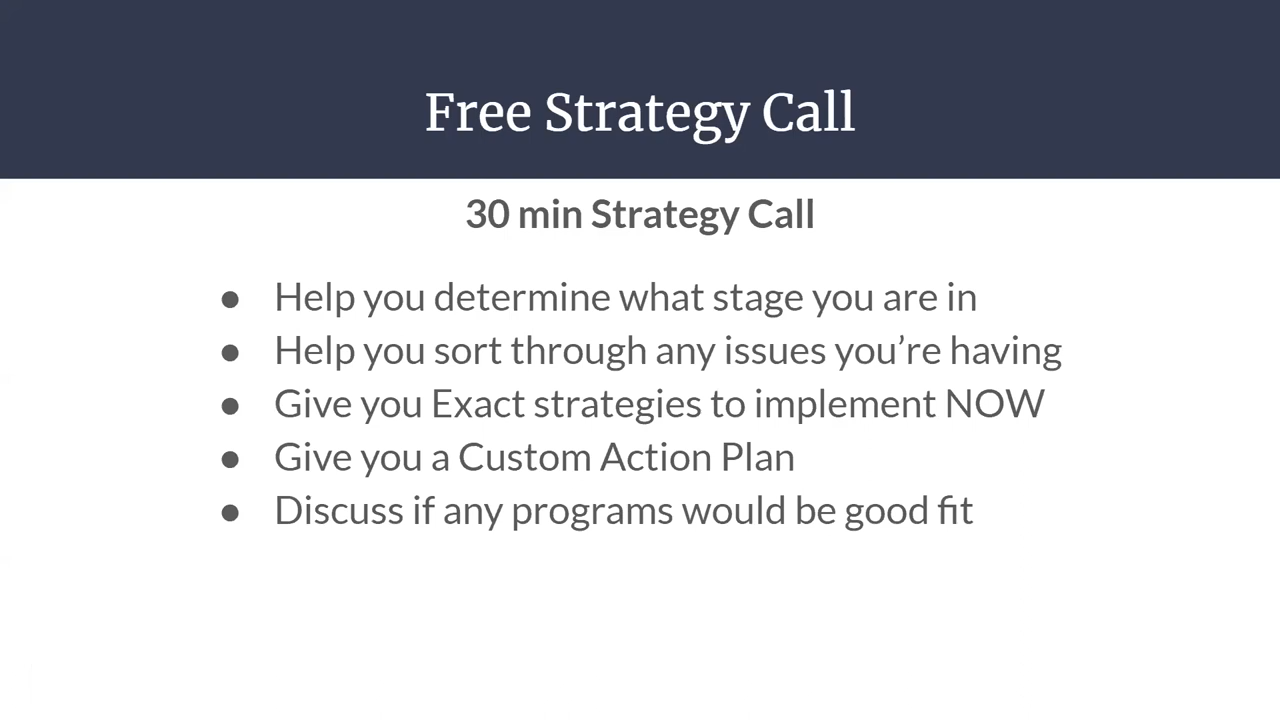 Free Strategy Call
30 min Strategy Call
● Help you determine what stage you are in
● Help you sort through any issues you’re having
● Give you Exact strategies to implement NOW
● Give you a Custom Action Plan
● Discuss if any programs would be good fit